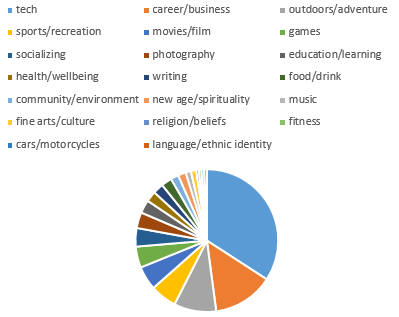 tech career/business outdoors/adventure
sports/recreation movies/film games
socializing photography education/learning
health/wellbeing writing food/drink
community/environment new age/spirituality music
fine arts/culture religion/beliefs fitness
cars/motorcycles language/ethnic identity